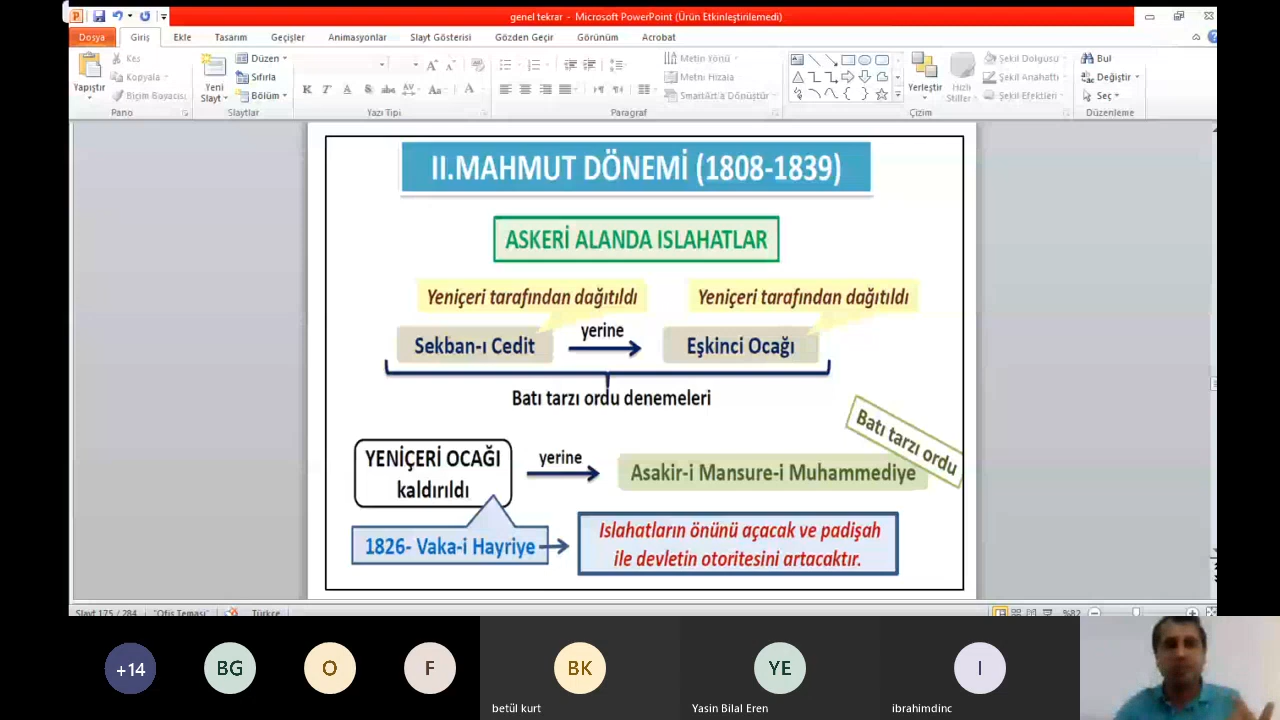 genel tekrar - Microsoft PowerPoint (Ürün Etkinleştirilemedi)
Dosya Giriş Ekle Tasarım Geçişler Animasyonlar Slayt Gösterisi Gözden Geçir Görünüm Acrobat
Yapıştır
Kes
Kopyala
Biçim Boyacısı
Pano
Yeni
Slayt
Düzen
Sıfırla
Bölüm
Slaytlar
K T A S abc AV Aa A
Yazı Tipi
Metin Yönü
Metni Hizala
SmartArt'a Dönüştür
Paragraf
Yerleştir
Hızlı
Stiller
Şekil Dolgusu
Şekil Anahattı
Şekil Efektleri
Çizim
Bul
Değiştir
Seç
Düzenleme
II.MAHMUT DÖNEMİ (1808-1839)
ASKERİ ALANDA ISLAHATLAR
Yeniçeri tarafından dağıtıldı
Yeniçeri tarafından dağıtıldı
Sekban-ı Cedit
yerine
Eşkinci Ocağı
Batı tarzı ordu denemeleri
YENİÇERİ OCAĞI
kaldırıldı
yerine
Asakir-i Mansure-i Muhammediye
Batı tarzı ordu
1826- Vaka-i Hayriye
Islahatların önünü açacak ve padişah
ile devletin otoritesini artacaktır.
Slayt 175 / 284 "Ofis Teması" Türkçe %82
+14
BG
O
F
BK
betül kurt
YE
Yasin Bilal Eren
I
ibrahimdinc